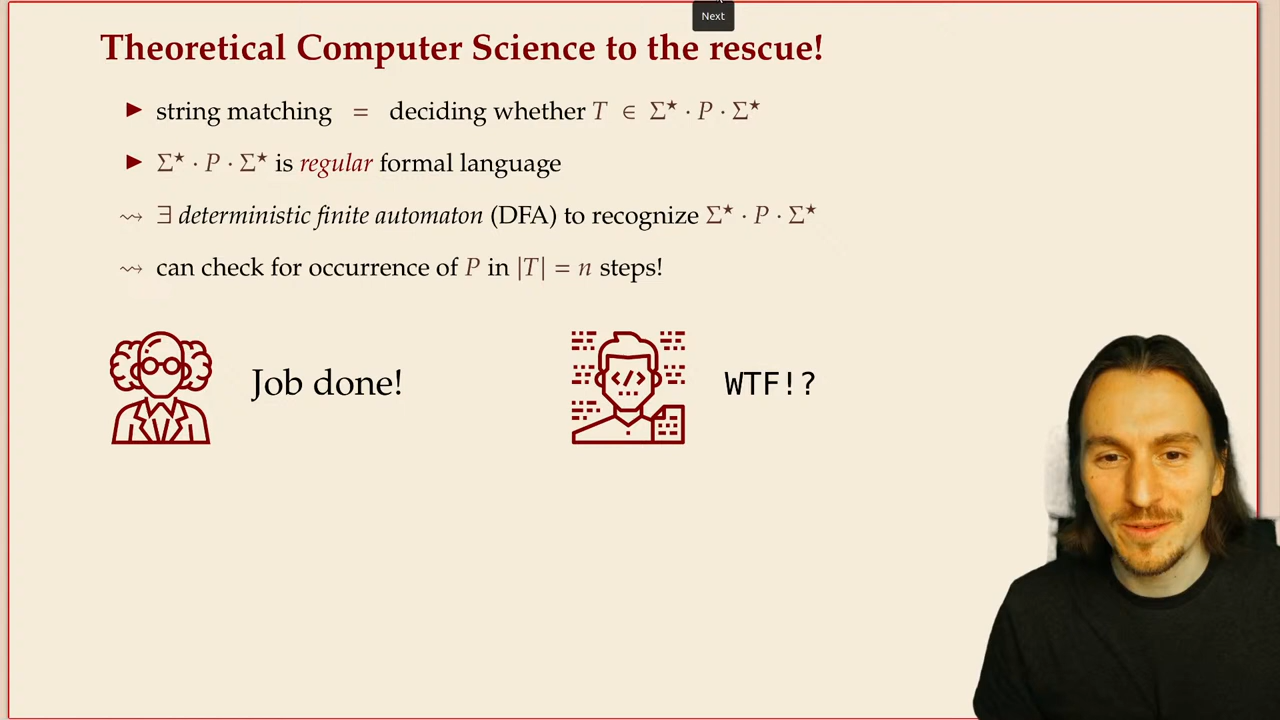 Next
Theoretical Computer Science to the rescue!
▶ string matching = deciding whether T ∈ Σ★ · P · Σ★
▶ Σ★ · P · Σ★ is regular formal language
⇝ ∃ deterministic finite automaton (DFA) to recognize Σ★ · P · Σ★
⇝ can check for occurrence of P in |T| = n steps!
</>
Job done!
WTF!?